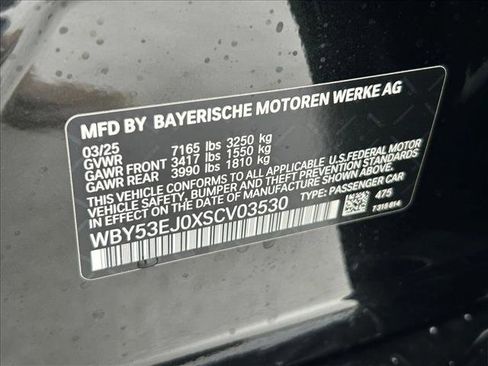 MFD BY BAYERISCHE MOTOREN WERKE AG
03/25
GVWR 7165 lbs 3250 kg
GAWR FRONT 3417 lbs 1550 kg
GAWR REAR 3990 lbs 1810 kg
THIS VEHICLE CONFORMS TO ALL APPLICABLE U.S.FEDERAL MOTOR
VEHICLE SAFETY, BUMPER AND THEFT PREVENTION STANDARDS
IN EFFECT ON THE DATE OF MANUFACTURE SHOWN ABOVE.
WBY53EJ0XSCV03530 TYPE: PASSENGER CAR
475